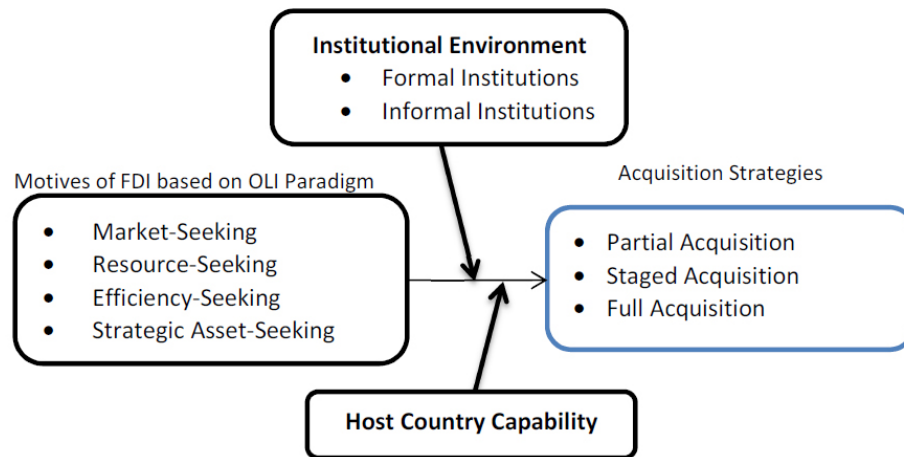 Institutional Environment
• Formal Institutions
• Informal Institutions
Motives of FDI based on OLI Paradigm
Acquisition Strategies
• Market-Seeking
• Resource-Seeking
• Efficiency-Seeking
• Strategic Asset-Seeking
• Partial Acquisition
• Staged Acquisition
• Full Acquisition
Host Country Capability